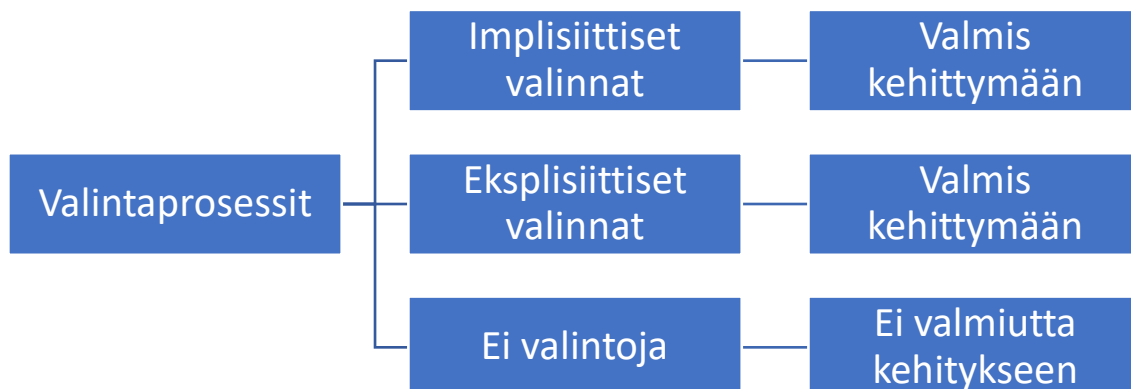 Implisiittiset
valinnat
Valmis
kehittymään
Valintaprosessit
Eksplisiittiset
valinnat
Valmis
kehittymään
Ei valintoja
Ei valmiutta
kehitykseen